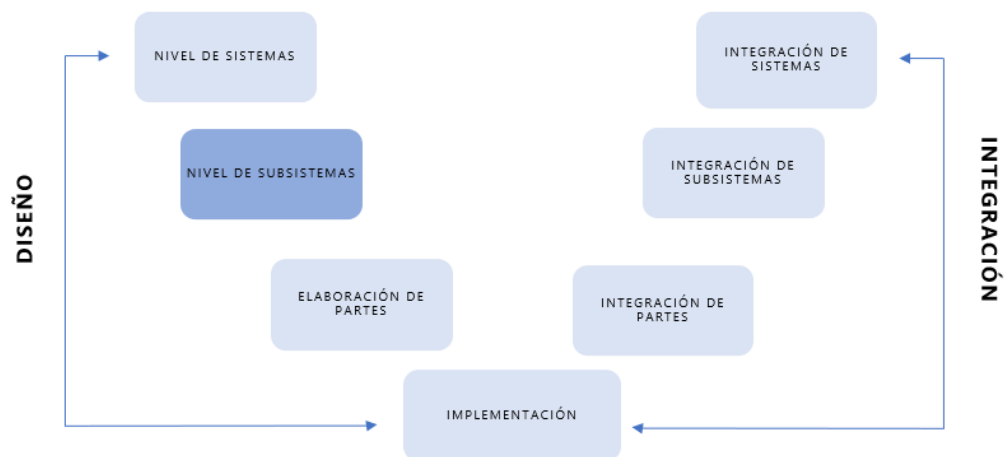 NIVEL DE SISTEMAS
INTEGRACIÓN DE
SISTEMAS
NIVEL DE SUBSISTEMAS
INTEGRACIÓN DE
SUBSISTEMAS
DISEÑO
INTEGRACIÓN
ELABORACIÓN DE
PARTES
INTEGRACIÓN DE
PARTES
IMPLEMENTACIÓN